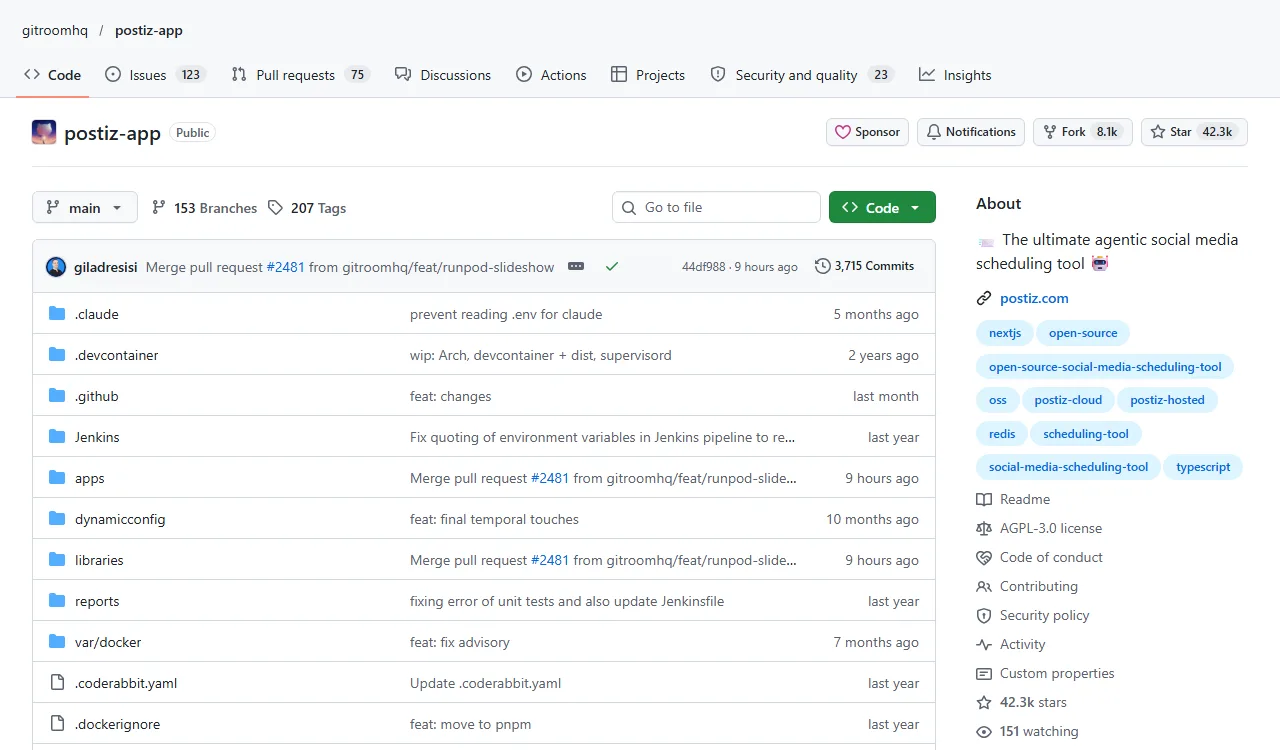 gitroomhq / postiz-app
Code Issues 123 Pull requests 75 Discussions Actions Projects Security and quality 23 Insights
postiz-app Public Sponsor Notifications Fork 8.1k Star 42.3k
main 153 Branches 207 Tags Go to file Code
giladresisi Merge pull request #2481 from gitroomhq/feat/runpod-slideshow 44df988 · 9 hours ago 3,715 Commits
.claude prevent reading .env for claude 5 months ago
.devcontainer wip: Arch, devcontainer + dist, supervisord 2 years ago
.github feat: changes last month
Jenkins Fix quoting of environment variables in Jenkins pipeline to re... last year
apps Merge pull request #2481 from gitroomhq/feat/runpod-slide... 9 hours ago
dynamicconfig feat: final temporal touches 10 months ago
libraries Merge pull request #2481 from gitroomhq/feat/runpod-slide... 9 hours ago
reports fixing error of unit tests and also update Jenkinsfile last year
var/docker feat: fix advisory 7 months ago
.coderabbit.yaml Update .coderabbit.yaml last year
.dockerignore feat: move to pnpm last year
About
The ultimate agentic social media
scheduling tool
postiz.com
nextjs open-source
open-source-social-media-scheduling-tool
oss postiz-cloud postiz-hosted
redis scheduling-tool
social-media-scheduling-tool typescript
Readme
AGPL-3.0 license
Code of conduct
Contributing
Security policy
Activity
Custom properties
42.3k stars
151 watching